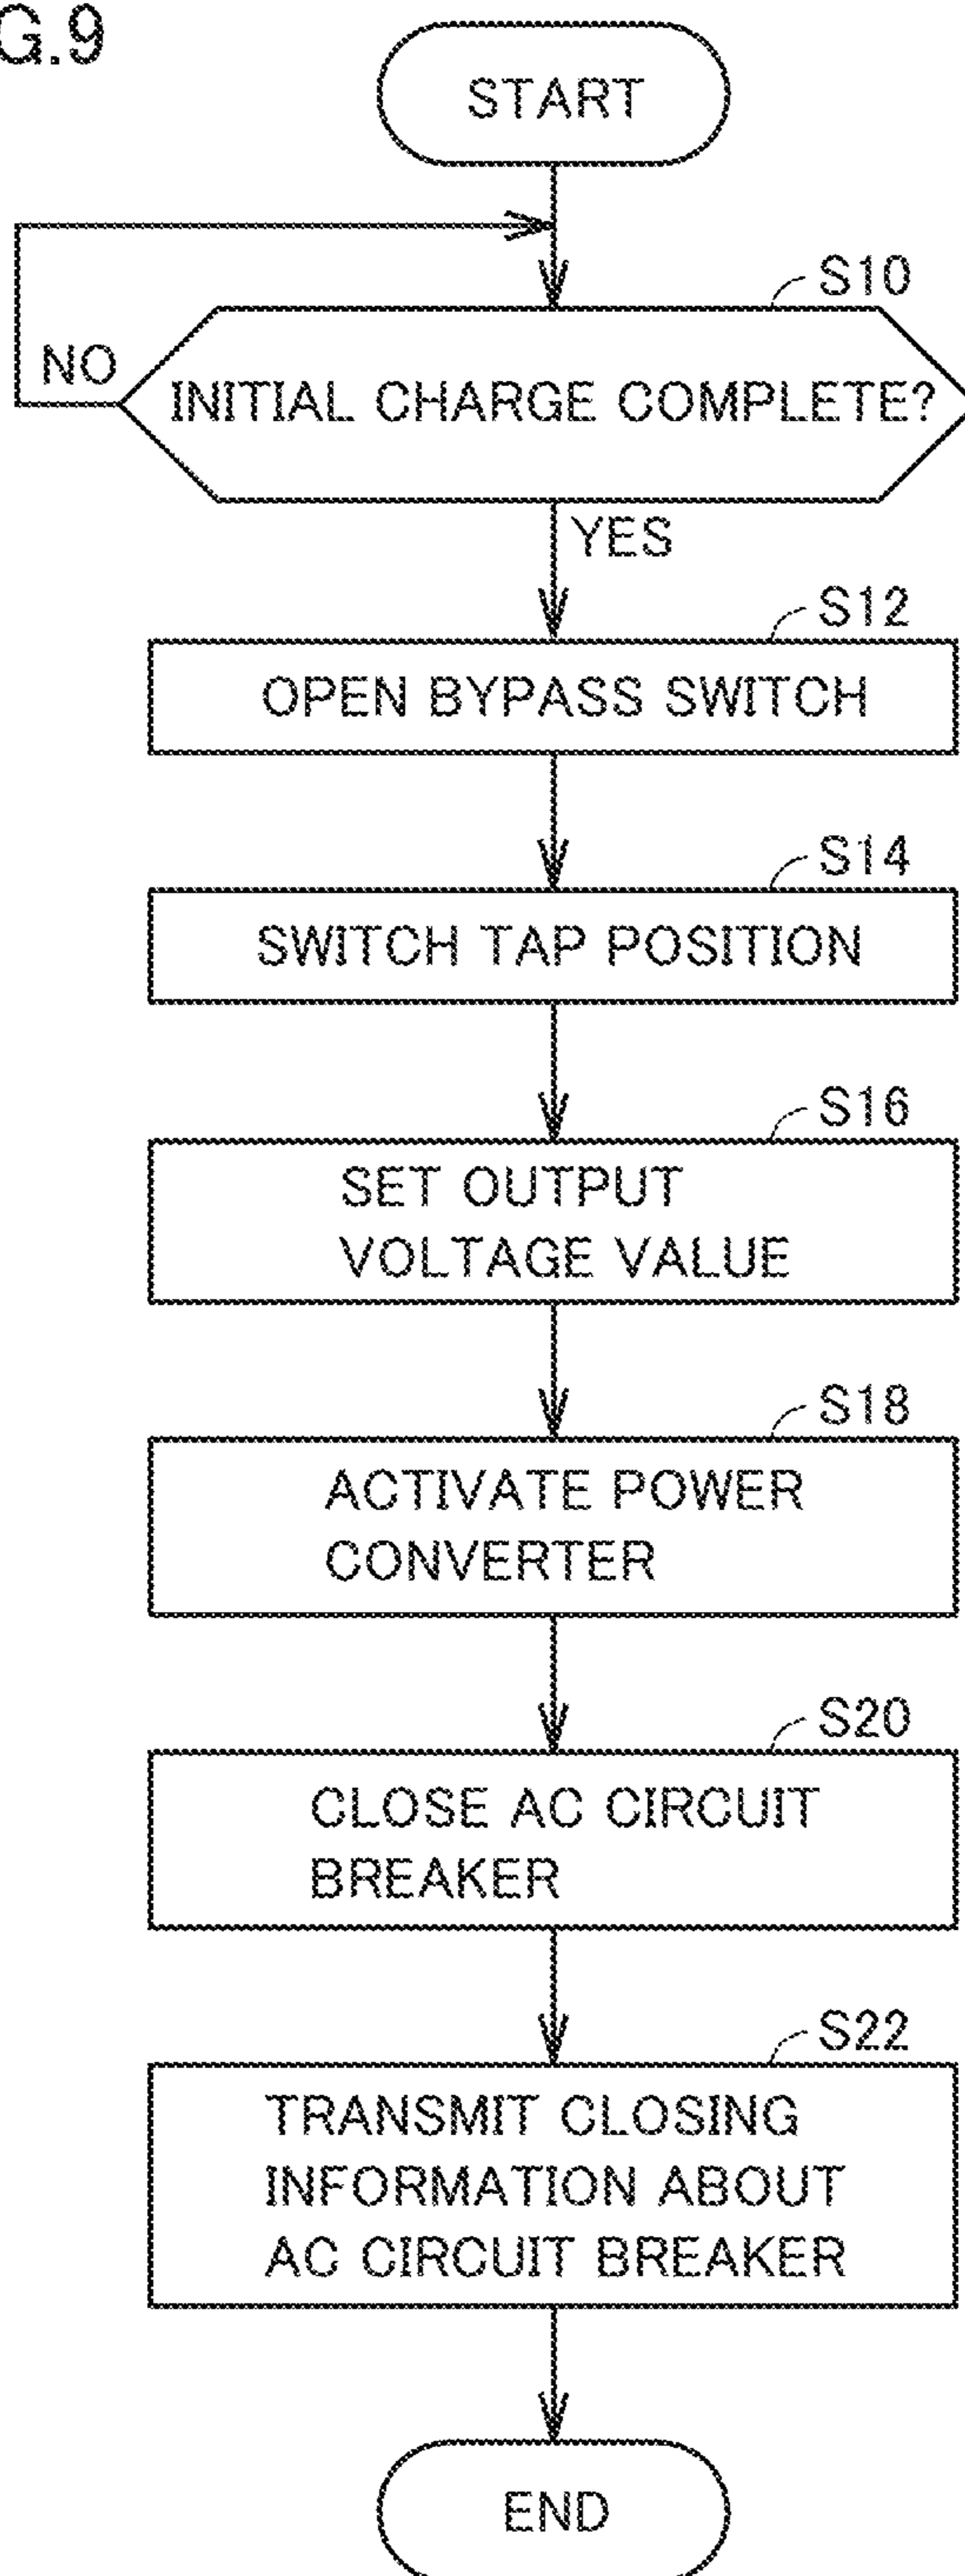 G.9
START
S10
NO
INITIAL CHARGE COMPLETE?
YES
S12
OPEN BYPASS SWITCH
S14
SWITCH TAP POSITION
S16
SET OUTPUT
VOLTAGE VALUE
S18
ACTIVATE POWER
CONVERTER
S20
CLOSE AC CIRCUIT
BREAKER
S22
TRANSMIT CLOSING
INFORMATION ABOUT
AC CIRCUIT BREAKER
END